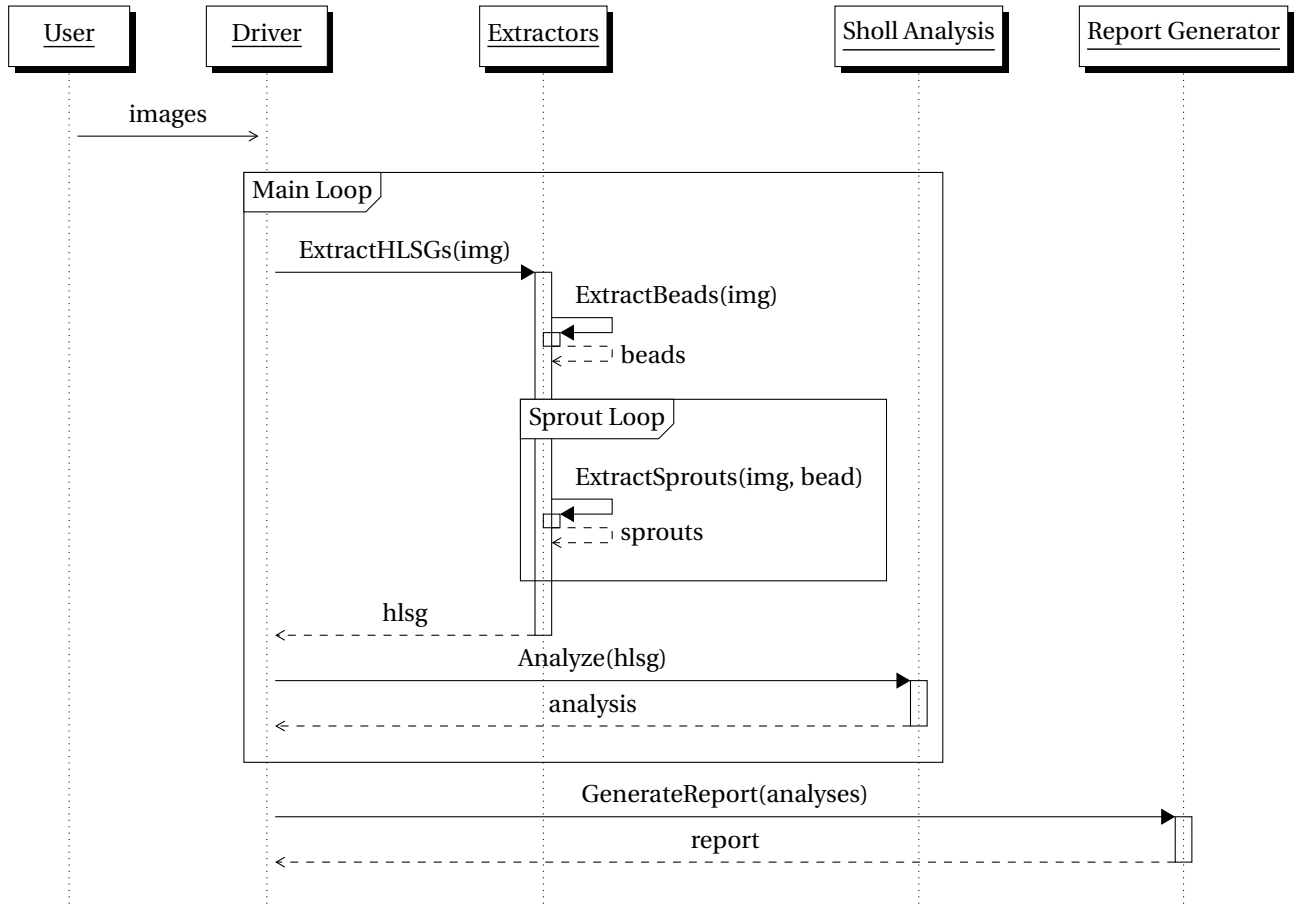 User
Driver
Extractors
Sholl Analysis
Report Generator
images
Main Loop
ExtractHLSGs(img)
ExtractBeads(img)
beads
Sprout Loop
ExtractSprouts(img, bead)
sprouts
hlsg
Analyze(hlsg)
analysis
GenerateReport(analyses)
report